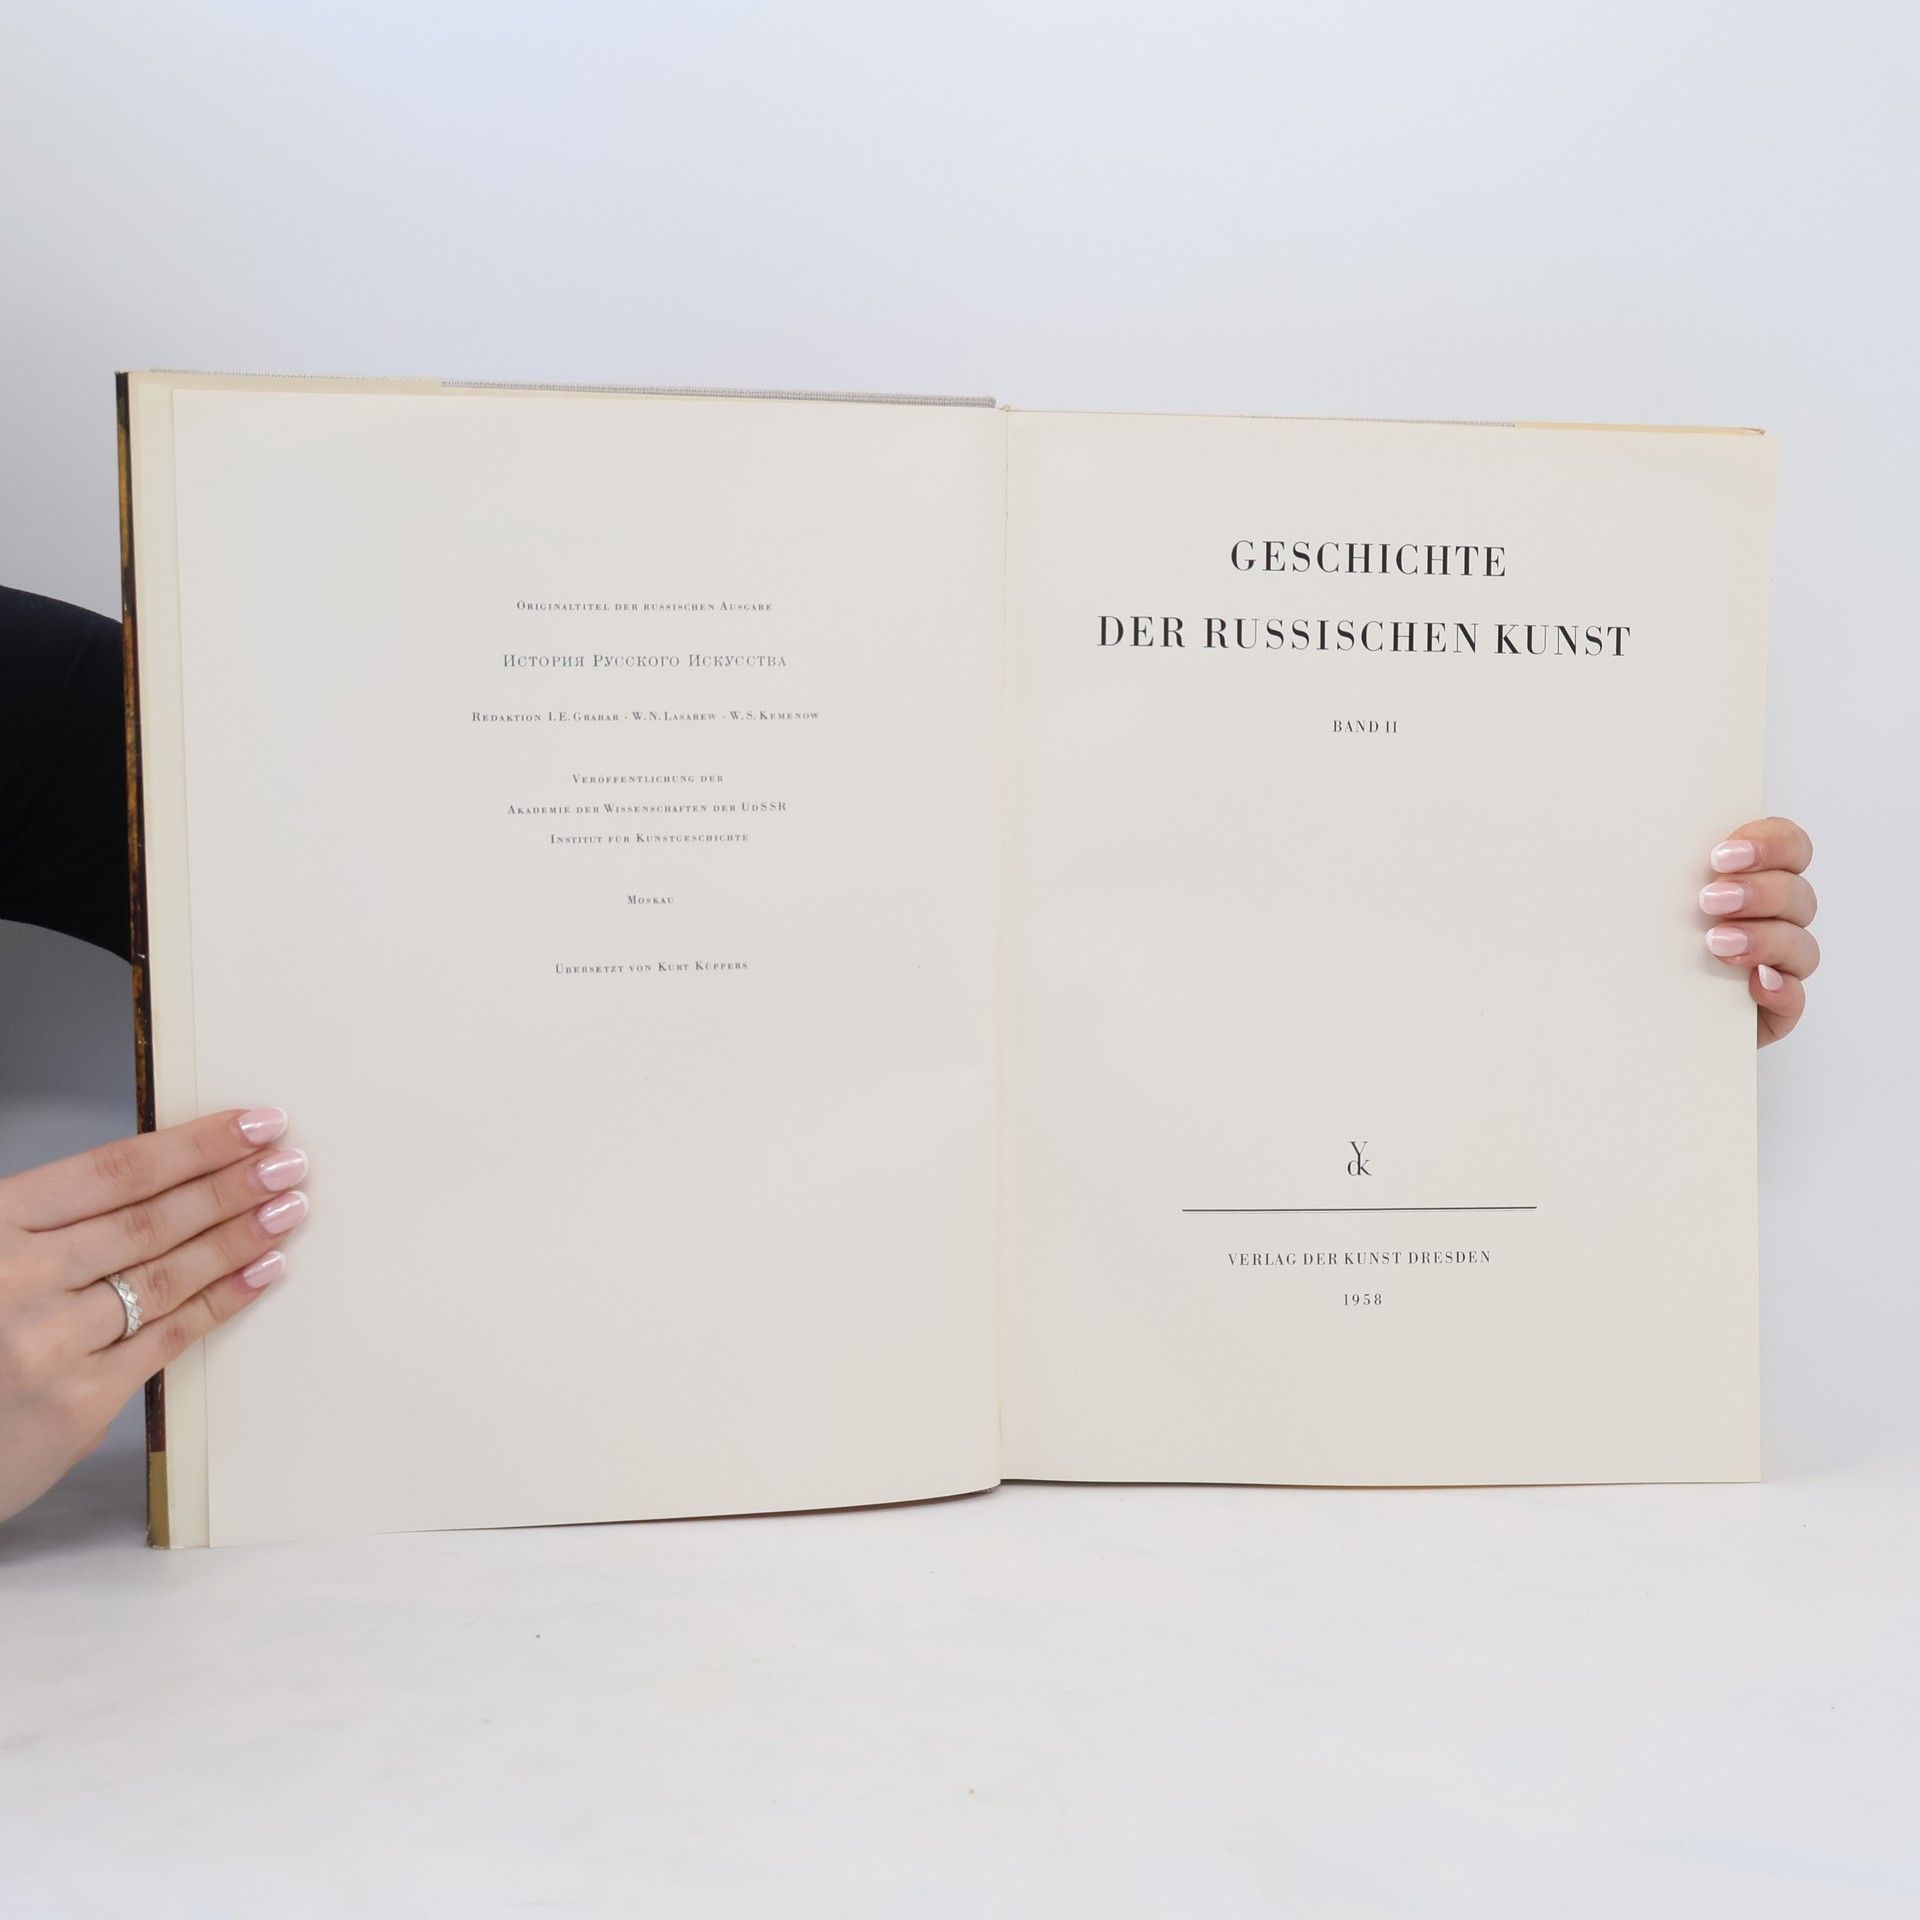 Originaltitel der russischen Ausgabe
История Русского Искусства
Redaktion I. E. Grabar · W. N. Lasarew · W. S. Kemenow
Veröffentlichung der
Akademie der Wissenschaften der UdSSR
Institut für Kunstgeschichte
Moskau
Übersetzt von Kurt Küppers
GESCHICHTE
DER RUSSISCHEN KUNST
BAND II
Vdk
VERLAG DER KUNST DRESDEN
1958